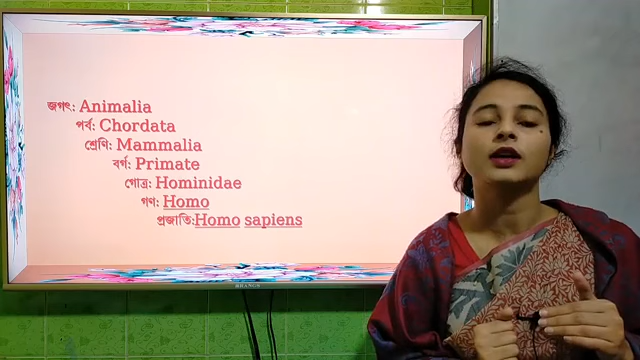 জগৎ: Animalia
পর্ব: Chordata
শ্রেণি: Mammalia
বর্গ: Primate
গোত্র: Hominidae
গণ: Homo
প্রজাতি:Homo sapiens